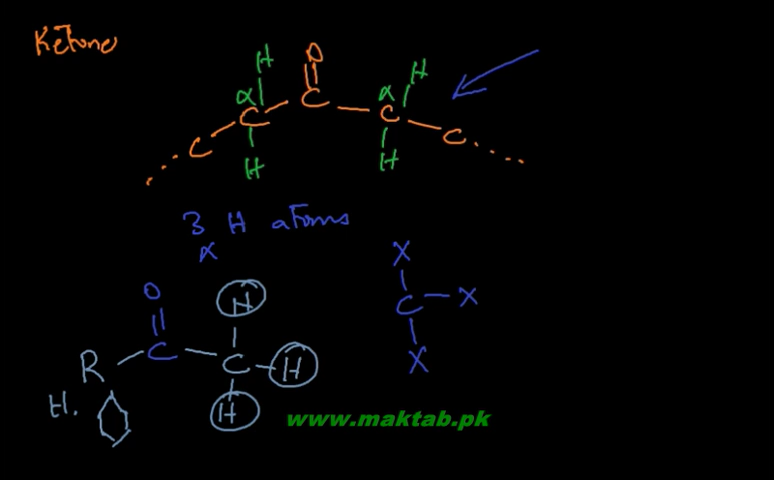 Ketone
H O H
α C α
C C
C C
H H
3 H atoms
α X
O H
C C X
R C H
X
H. H
www.maktab.pk